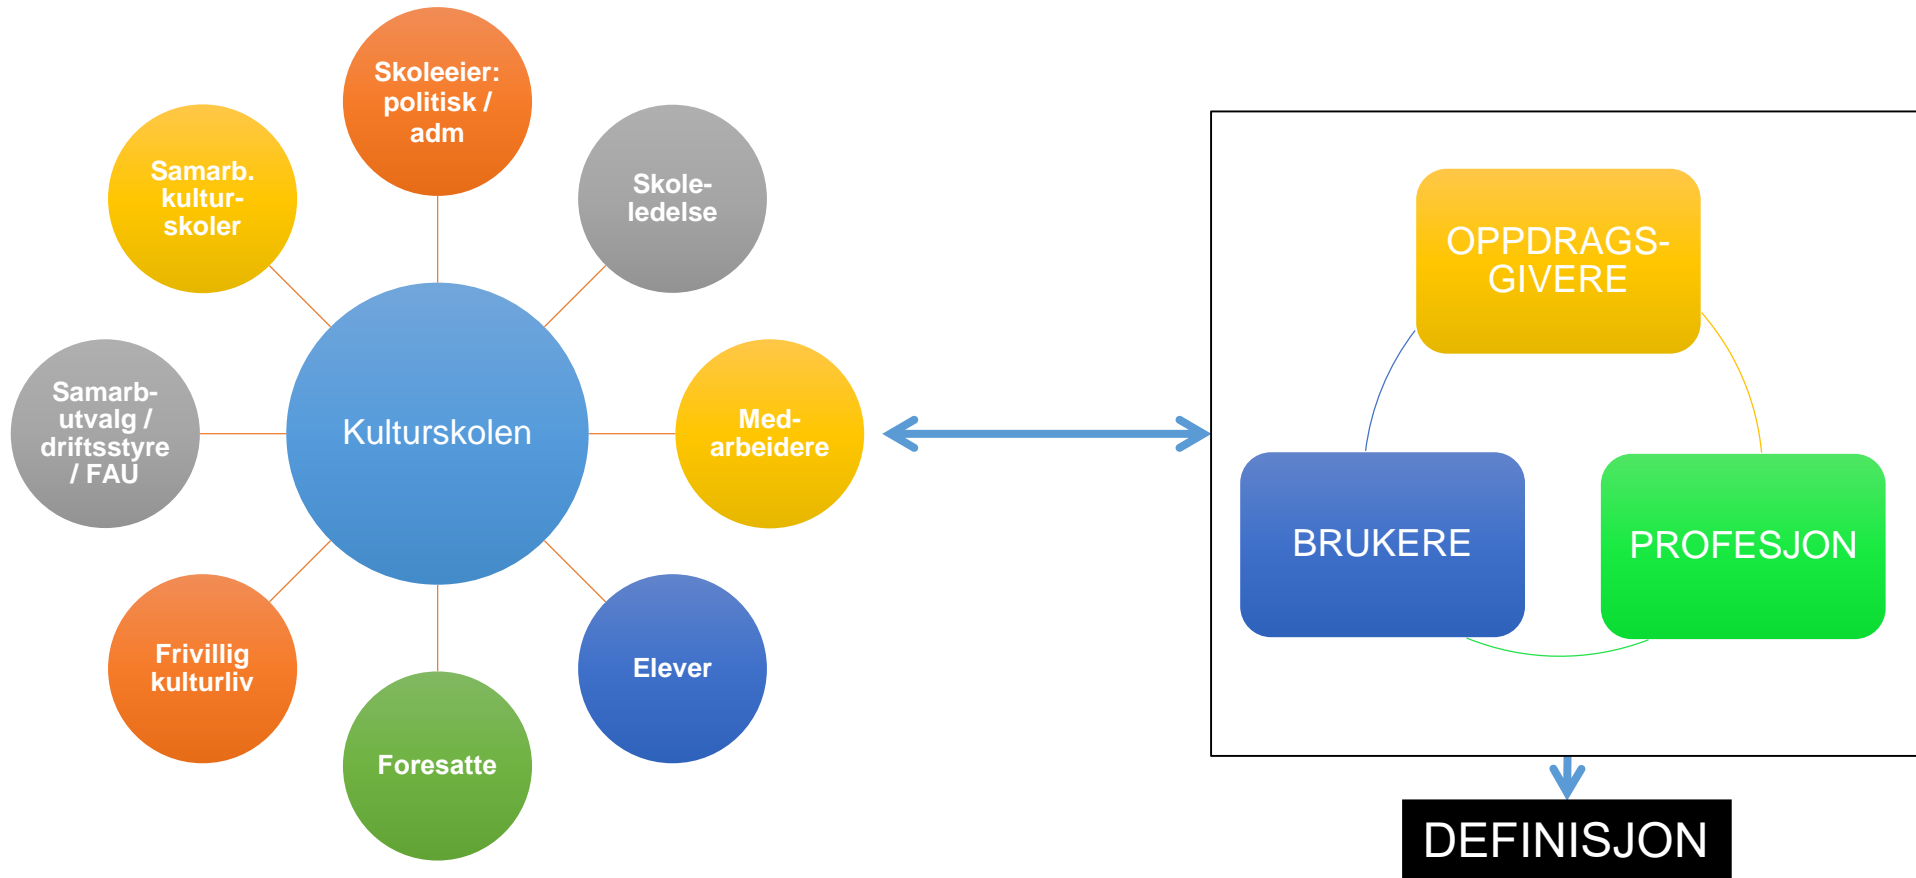 Skoleeier:
politisk /
adm
Skole-
ledelse
Med-
arbeidere
Elever
Foresatte
Frivillig
kulturliv
Samarb-
utvalg /
driftsstyre
/ FAU
Samarb.
kultur-
skoler
Kulturskolen
OPPDRAGS-
GIVERE
PROFESJON
BRUKERE
DEFINISJON